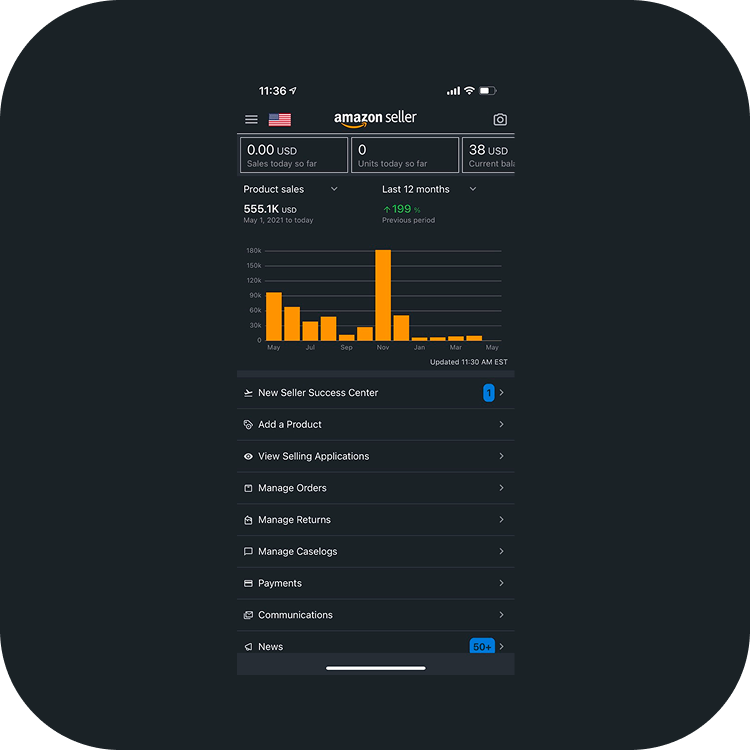 11:36
amazon seller
0.00 USD
Sales today so far
0
Units today so far
38 USD
Current bala
Product sales
Last 12 months
555.1K USD
199 %
May 1, 2021 to today
Previous period
180k
150k
120k
90k
60k
30k
0
May Jul Sep Nov Jan Mar May
Updated 11:30 AM EST
New Seller Success Center 1
Add a Product
View Selling Applications
Manage Orders
Manage Returns
Manage Caselogs
Payments
Communications
News 50+